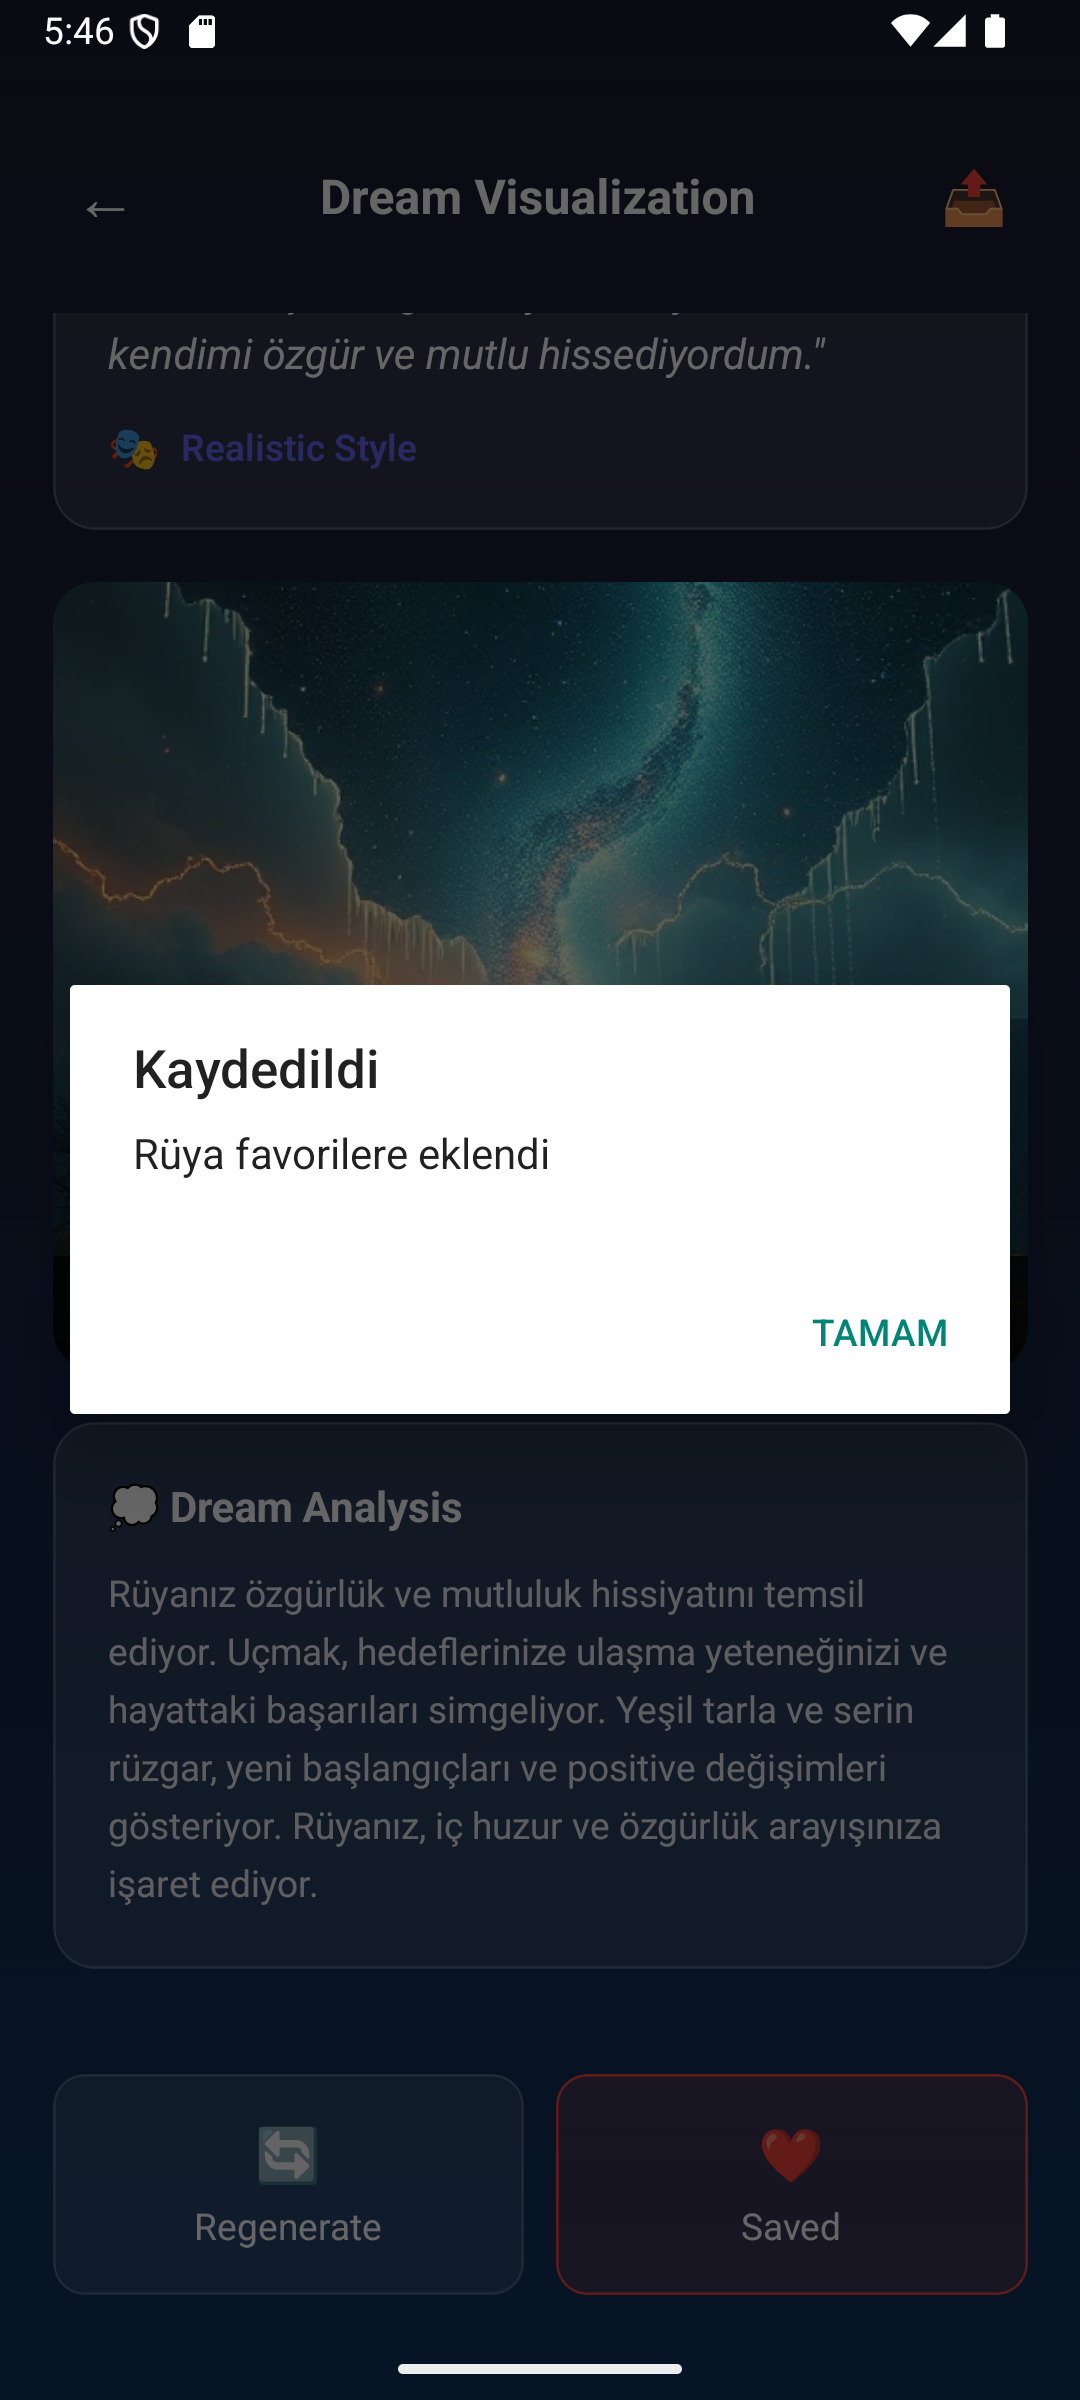 5:46
Dream Visualization
kendimi özgür ve mutlu hissediyordum."
Realistic Style
Kaydedildi
Rüya favorilere eklendi
TAMAM
Dream Analysis
Rüyanız özgürlük ve mutluluk hissiyatını temsil
ediyor. Uçmak, hedeflerinize ulaşma yeteneğinizi ve
hayattaki başarıları simgeliyor. Yeşil tarla ve serin
rüzgar, yeni başlangıçları ve positive değişimleri
gösteriyor. Rüyanız, iç huzur ve özgürlük arayışınıza
işaret ediyor.
Regenerate
Saved